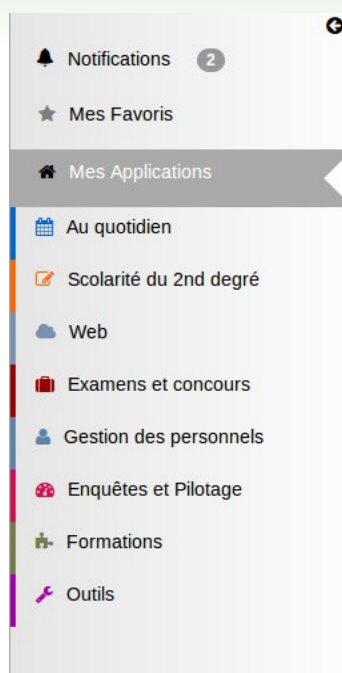 Notifications 2
Mes Favoris
Mes Applications
Au quotidien
Scolarité du 2nd degré
Web
Examens et concours
Gestion des personnels
Enquêtes et Pilotage
Formations
Outils